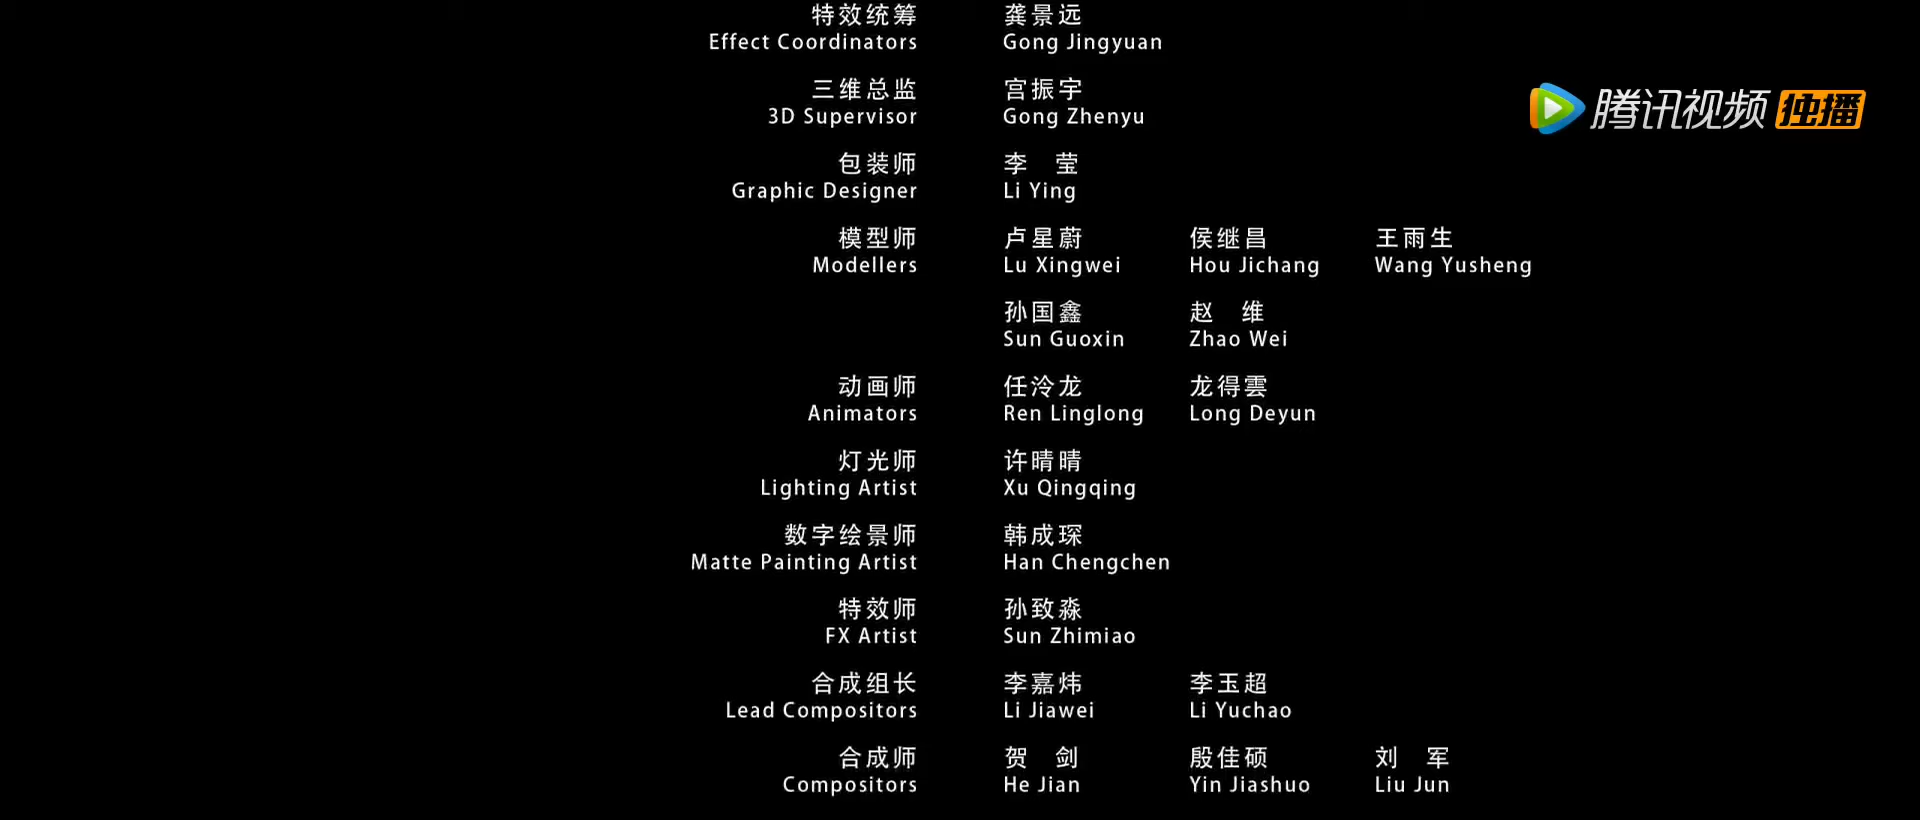 特效统筹 龚景远
Effect Coordinators Gong Jingyuan
三维总监 宫振宇
3D Supervisor Gong Zhenyu
腾讯视频 独播
包装师 李 莹
Graphic Designer Li Ying
模型师 卢星蔚 侯继昌 王雨生
Modellers Lu Xingwei Hou Jichang Wang Yusheng
孙国鑫 赵 维
Sun Guoxin Zhao Wei
动画师 任泠龙 龙得雲
Animators Ren Linglong Long Deyun
灯光师 许晴晴
Lighting Artist Xu Qingqing
数字绘景师 韩成琛
Matte Painting Artist Han Chengchen
特效师 孙致淼
FX Artist Sun Zhimiao
合成组长 李嘉炜 李玉超
Lead Compositors Li Jiawei Li Yuchao
合成师 贺 剑 殷佳硕 刘 军
Compositors He Jian Yin Jiashuo Liu Jun